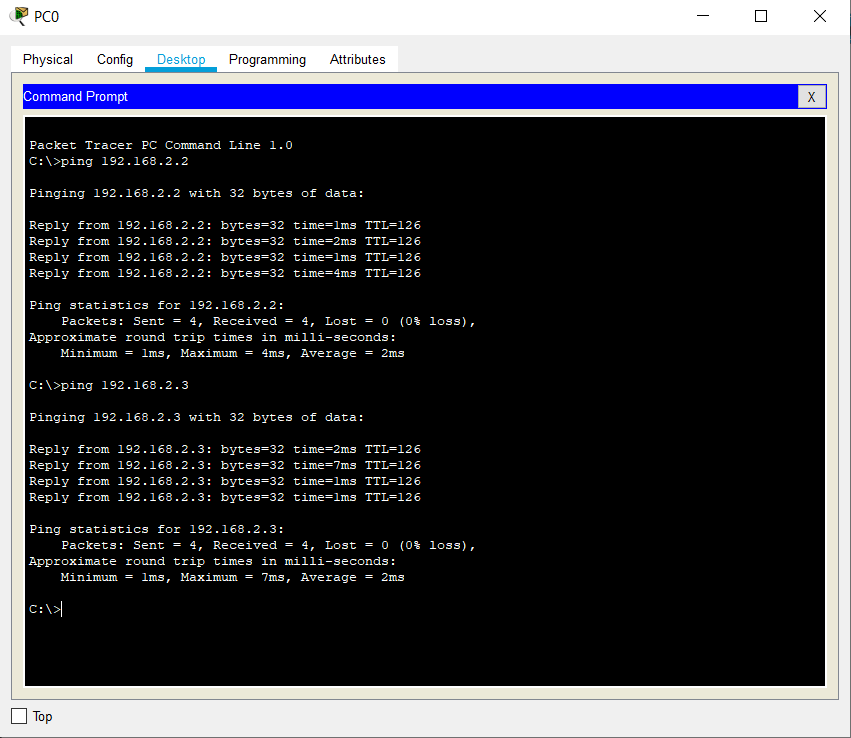 PC0
Physical Config Desktop Programming Attributes
Command Prompt X
Packet Tracer PC Command Line 1.0
C:\>ping 192.168.2.2
Pinging 192.168.2.2 with 32 bytes of data:
Reply from 192.168.2.2: bytes=32 time=1ms TTL=126
Reply from 192.168.2.2: bytes=32 time=2ms TTL=126
Reply from 192.168.2.2: bytes=32 time=1ms TTL=126
Reply from 192.168.2.2: bytes=32 time=4ms TTL=126
Ping statistics for 192.168.2.2:
    Packets: Sent = 4, Received = 4, Lost = 0 (0% loss),
Approximate round trip times in milli-seconds:
    Minimum = 1ms, Maximum = 4ms, Average = 2ms
C:\>ping 192.168.2.3
Pinging 192.168.2.3 with 32 bytes of data:
Reply from 192.168.2.3: bytes=32 time=2ms TTL=126
Reply from 192.168.2.3: bytes=32 time=7ms TTL=126
Reply from 192.168.2.3: bytes=32 time=1ms TTL=126
Reply from 192.168.2.3: bytes=32 time=1ms TTL=126
Ping statistics for 192.168.2.3:
    Packets: Sent = 4, Received = 4, Lost = 0 (0% loss),
Approximate round trip times in milli-seconds:
    Minimum = 1ms, Maximum = 7ms, Average = 2ms
C:\>
Top